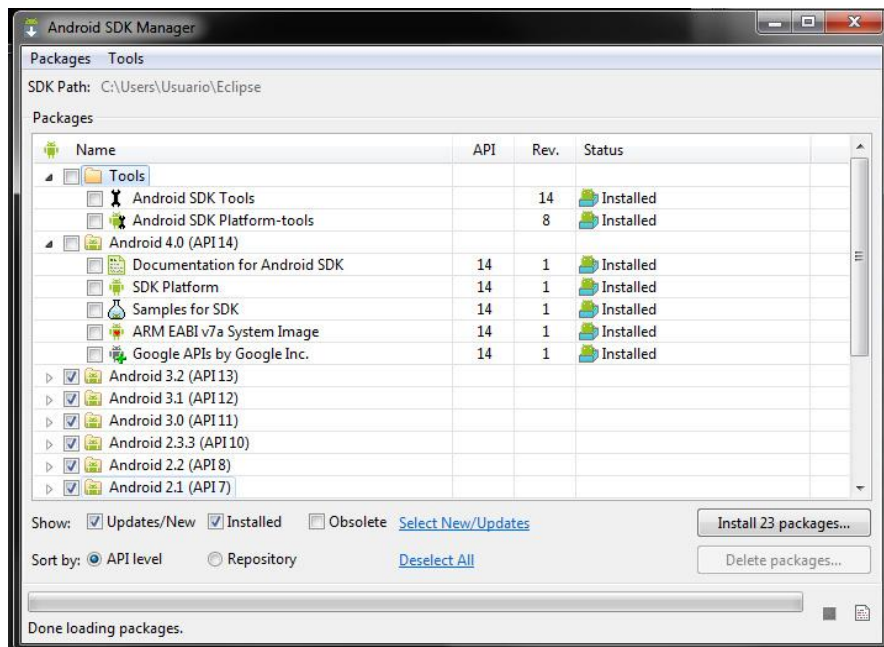 Android SDK Manager
Packages Tools
SDK Path: C:\Users\Usuario\Eclipse
Packages
Name API Rev. Status
Tools
Android SDK Tools 14 Installed
Android SDK Platform-tools 8 Installed
Android 4.0 (API 14)
Documentation for Android SDK 14 1 Installed
SDK Platform 14 1 Installed
Samples for SDK 14 1 Installed
ARM EABI v7a System Image 14 1 Installed
Google APIs by Google Inc. 14 1 Installed
Android 3.2 (API 13)
Android 3.1 (API 12)
Android 3.0 (API 11)
Android 2.3.3 (API 10)
Android 2.2 (API 8)
Android 2.1 (API 7)
Show: Updates/New Installed Obsolete Select New/Updates Install 23 packages...
Sort by: API level Repository Deselect All Delete packages...
Done loading packages.